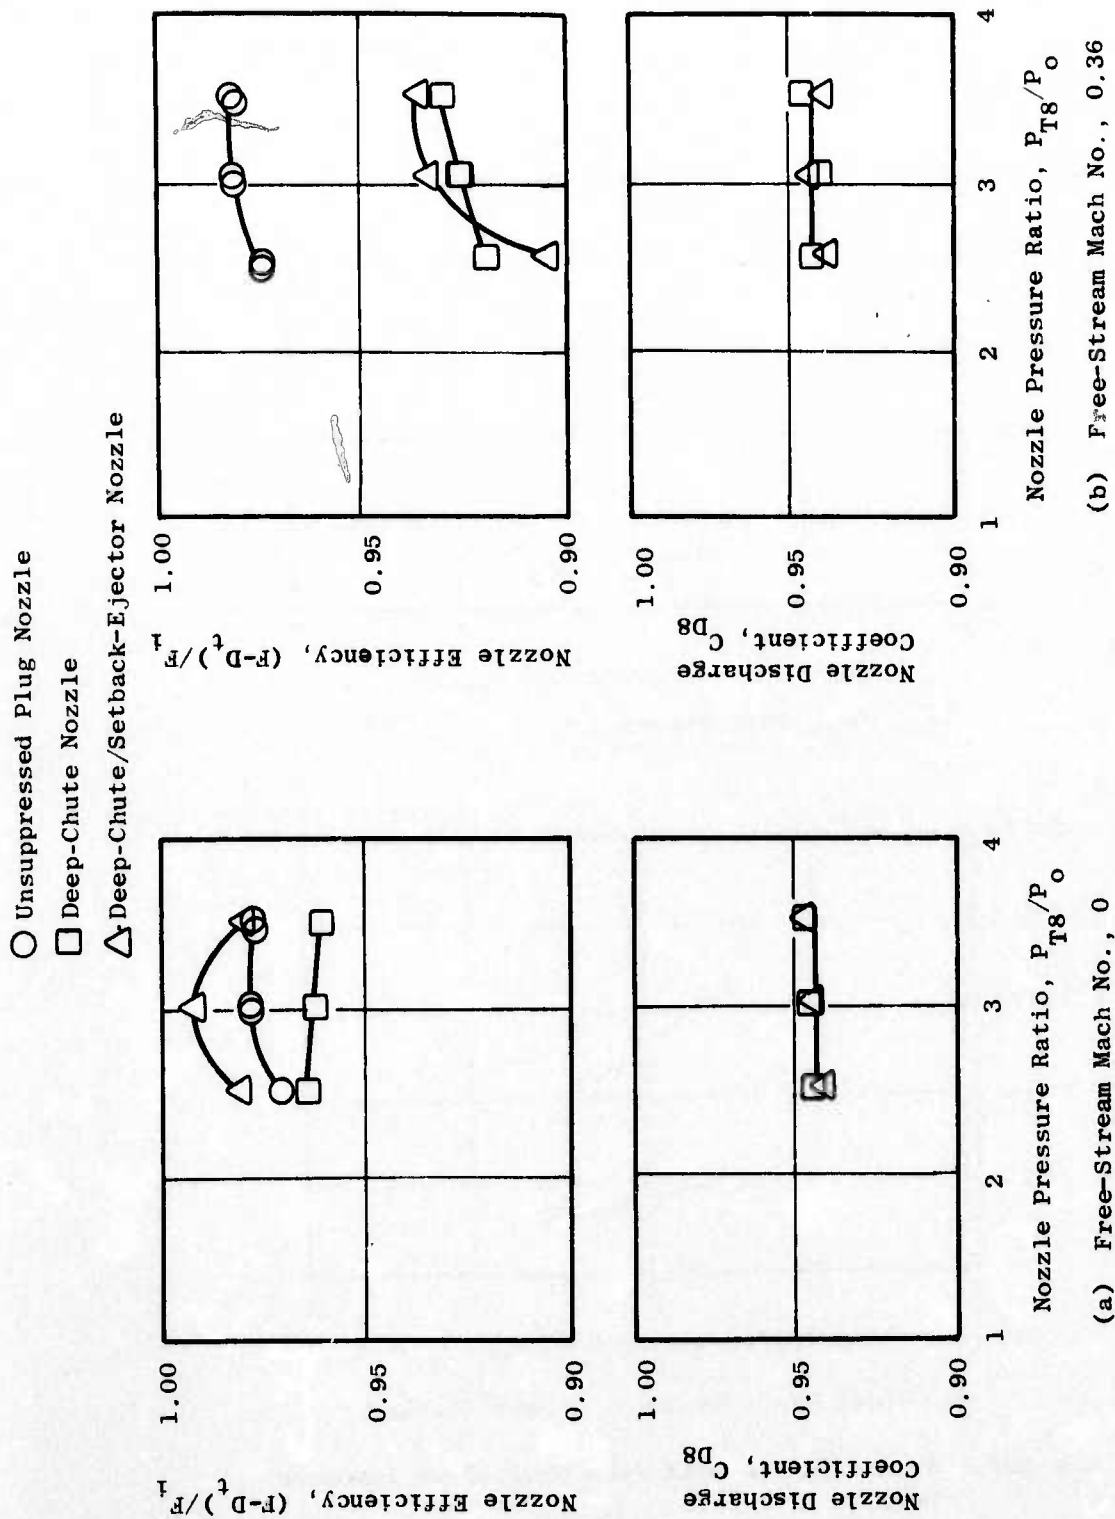 ○ Unsuppressed Plug Nozzle
□ Deep-Chute Nozzle
△ Deep-Chute/Setback-Ejector Nozzle
Nozzle Efficiency, (F-D_t)/F_i
1.00
0.95
0.90
Nozzle Discharge
Coefficient, C_D8
1.00
0.95
0.90
1
2
3
4
Nozzle Pressure Ratio, P_T8/P_o
(a) Free-Stream Mach No., 0
Nozzle Efficiency, (F-D_t)/F_i
1.00
0.95
0.90
Nozzle Discharge
Coefficient, C_D8
1.00
0.95
0.90
1
2
3
4
Nozzle Pressure Ratio, P_T8/P_o
(b) Free-Stream Mach No., 0.36